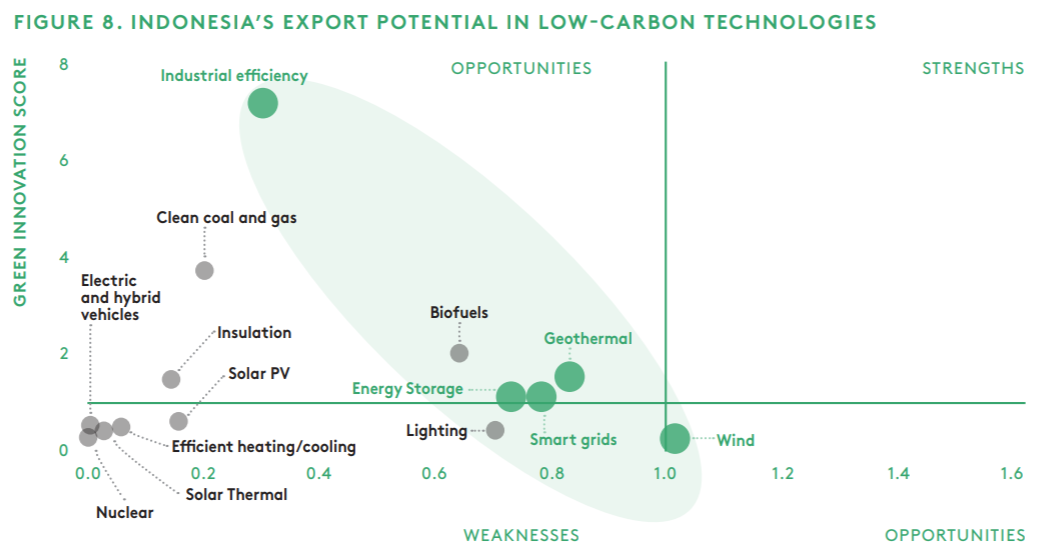 FIGURE 8. INDONESIA'S EXPORT POTENTIAL IN LOW-CARBON TECHNOLOGIES
GREEN INNOVATION SCORE
8
OPPORTUNITIES
STRENGTHS
Industrial efficiency
6
Clean coal and gas
4
Electric
and hybrid
vehicles
Biofuels
Insulation
Geothermal
2
Solar PV
Energy Storage
Lighting
Smart grids
Wind
Efficient heating/cooling
0
0.0
0.2
0.4
0.6
0.8
1.0
1.2
1.4
1.6
Solar Thermal
Nuclear
WEAKNESSES
OPPORTUNITIES